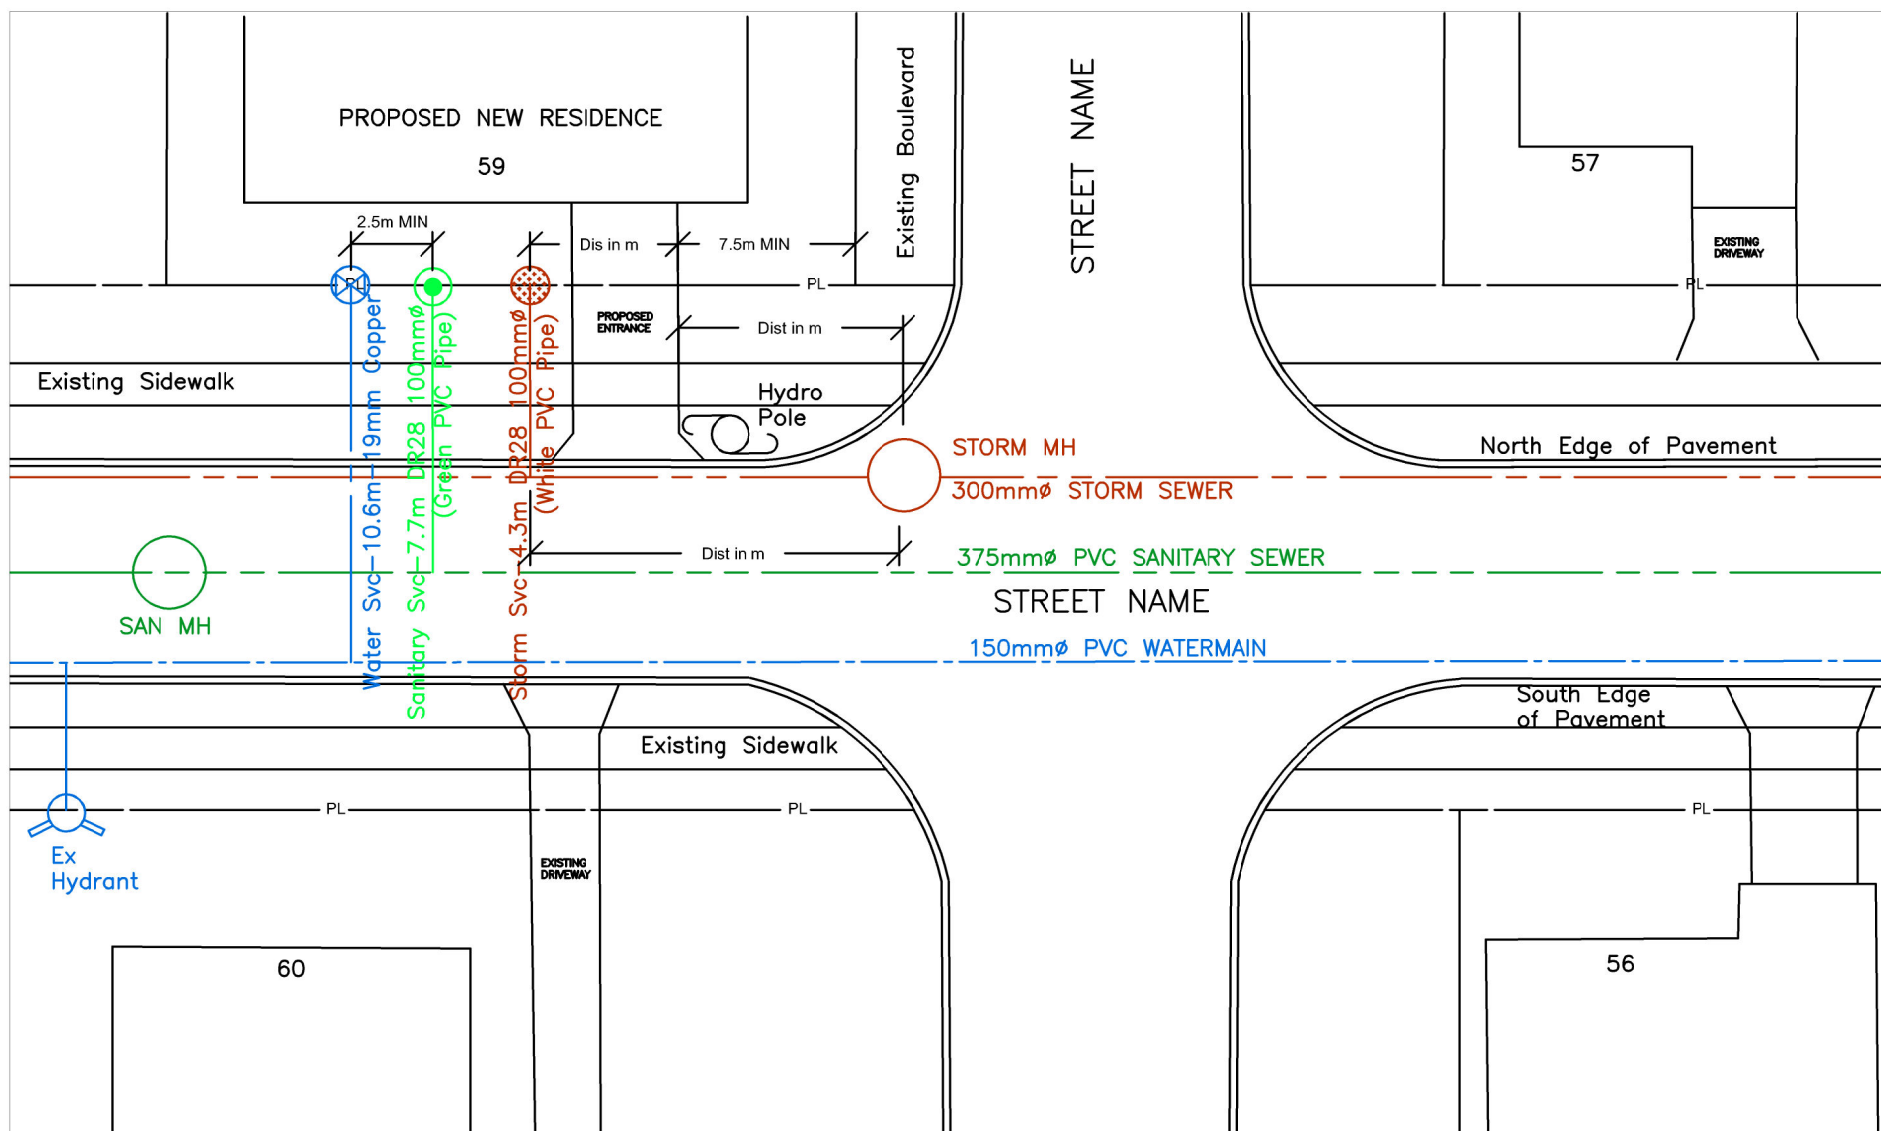 PROPOSED NEW RESIDENCE
59
2.5m MIN
Dis in m
7.5m MIN
Existing Boulevard
STREET NAME
57
EXISTING
DRIVEWAY
PL
PL
PL
PROPOSED
ENTRANCE
Dist in m
Existing Sidewalk
Hydro
Pole
Water Svc-10.6m-19mm Copper
Sanitary Svc-7.7m DR28 100mmø
(Green PVC Pipe)
Storm Svc-4.3m DR28 100mmø
(White PVC Pipe)
STORM MH
300mmø STORM SEWER
North Edge of Pavement
Dist in m
375mmø PVC SANITARY SEWER
STREET NAME
SAN MH
150mmø PVC WATERMAIN
South Edge
of Pavement
Existing Sidewalk
PL
PL
PL
Ex
Hydrant
EXISTING
DRIVEWAY
60
56